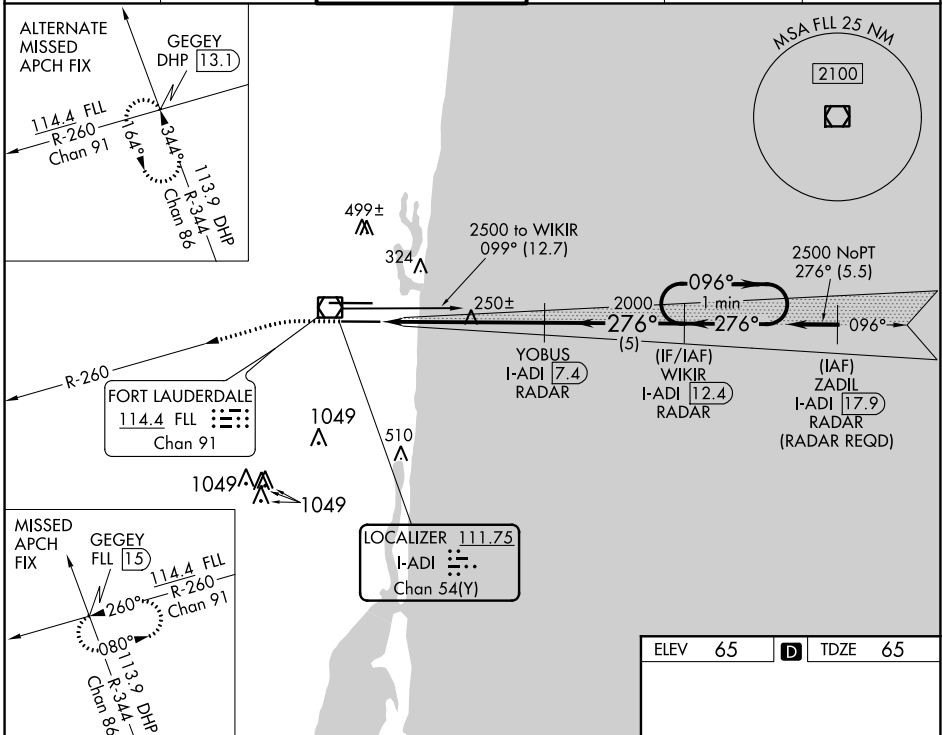 ALTERNATE
MISSED
APCH FIX
GEGEY
DHP 13.1
114.4 FLL
R-260
Chan 91
164°
344°
113.9 DHP
R-344
Chan 86
MSA FLL 25 NM
2100
499±
324
2500 to WIKIR
099° (12.7)
250±
2000
096°
1 min
276°
276°
(5)
2500 NoPT
276° (5.5)
096°
YOBUS
I-ADI 7.4
RADAR
(IF/IAF)
WIKIR
I-ADI 12.4
RADAR
(IAF)
ZADIL
I-ADI 17.9
RADAR
(RADAR REQD)
R-260
FORT LAUDERDALE
114.4 FLL
Chan 91
1049
510
1049
1049
LOCALIZER 111.75
I-ADI
Chan 54(Y)
MISSED
APCH
FIX
GEGEY
FLL 15
114.4 FLL
R-260
Chan 91
260°
080°
113.9 DHP
R-344
Chan 86
ELEV 65 D TDZE 65